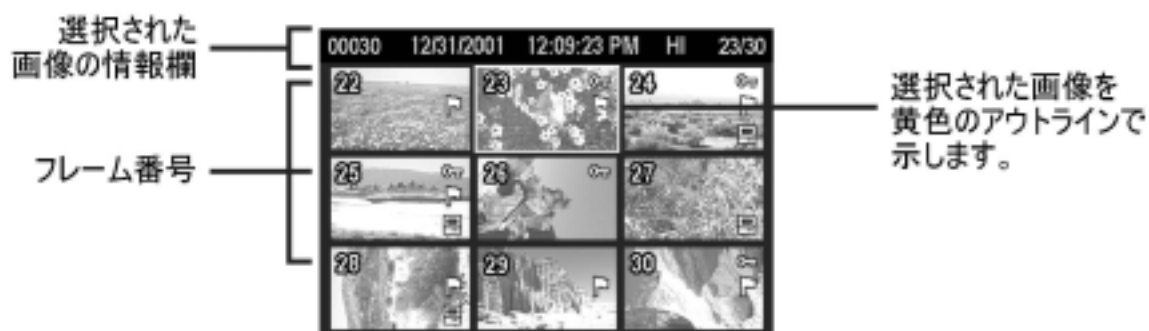 選択された
画像の情報欄
00030 12/31/2001 12:09:23 PM HI 23/30
22 23 24
選択された画像を
黄色のアウトラインで
示します。
フレーム番号
25 26 27
28 29 30